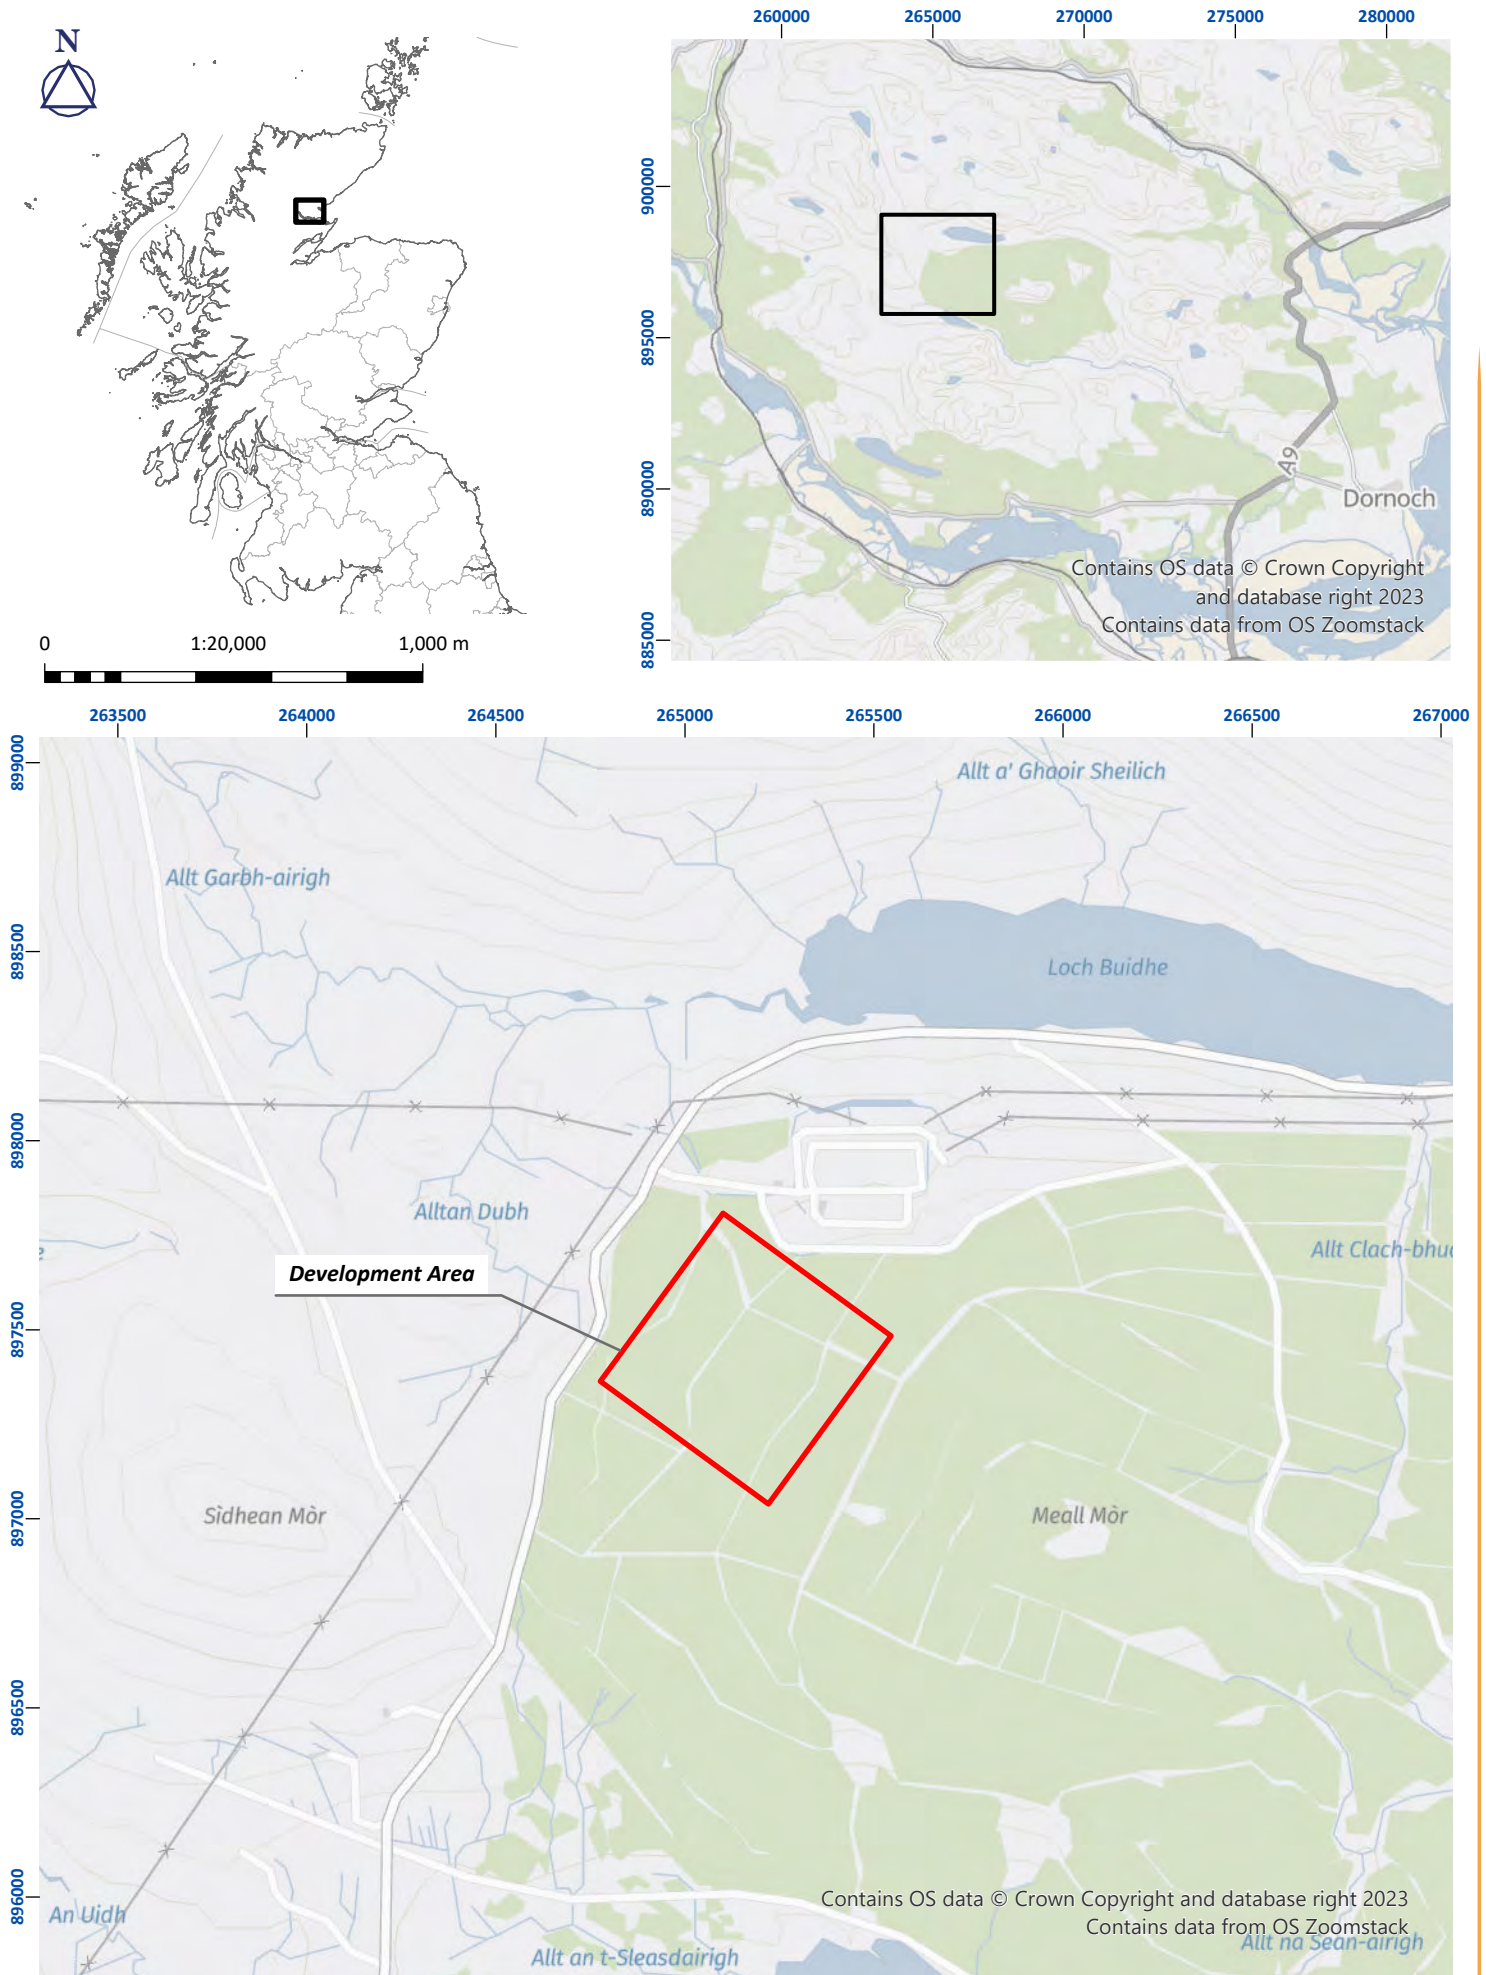 N
0 1:20,000 1,000 m
260000 265000 270000 275000 280000
900000
895000
890000
885000
A9
Dornoch
Contains OS data © Crown Copyright
and database right 2023
Contains data from OS Zoomstack
263500 264000 264500 265000 265500 266000 266500 267000
899000
898500
898000
897500
897000
896500
896000
Allt a' Ghaoir Sheilich
Allt Garbh-airigh
Loch Buidhe
Alltan Dubh
Allt Clach-bhu
Development Area
Sìdhean Mòr
Meall Mòr
An Uidh
Contains OS data © Crown Copyright and database right 2023
Contains data from OS Zoomstack
Allt na Sean-airigh
Allt an t-Sleasdairigh